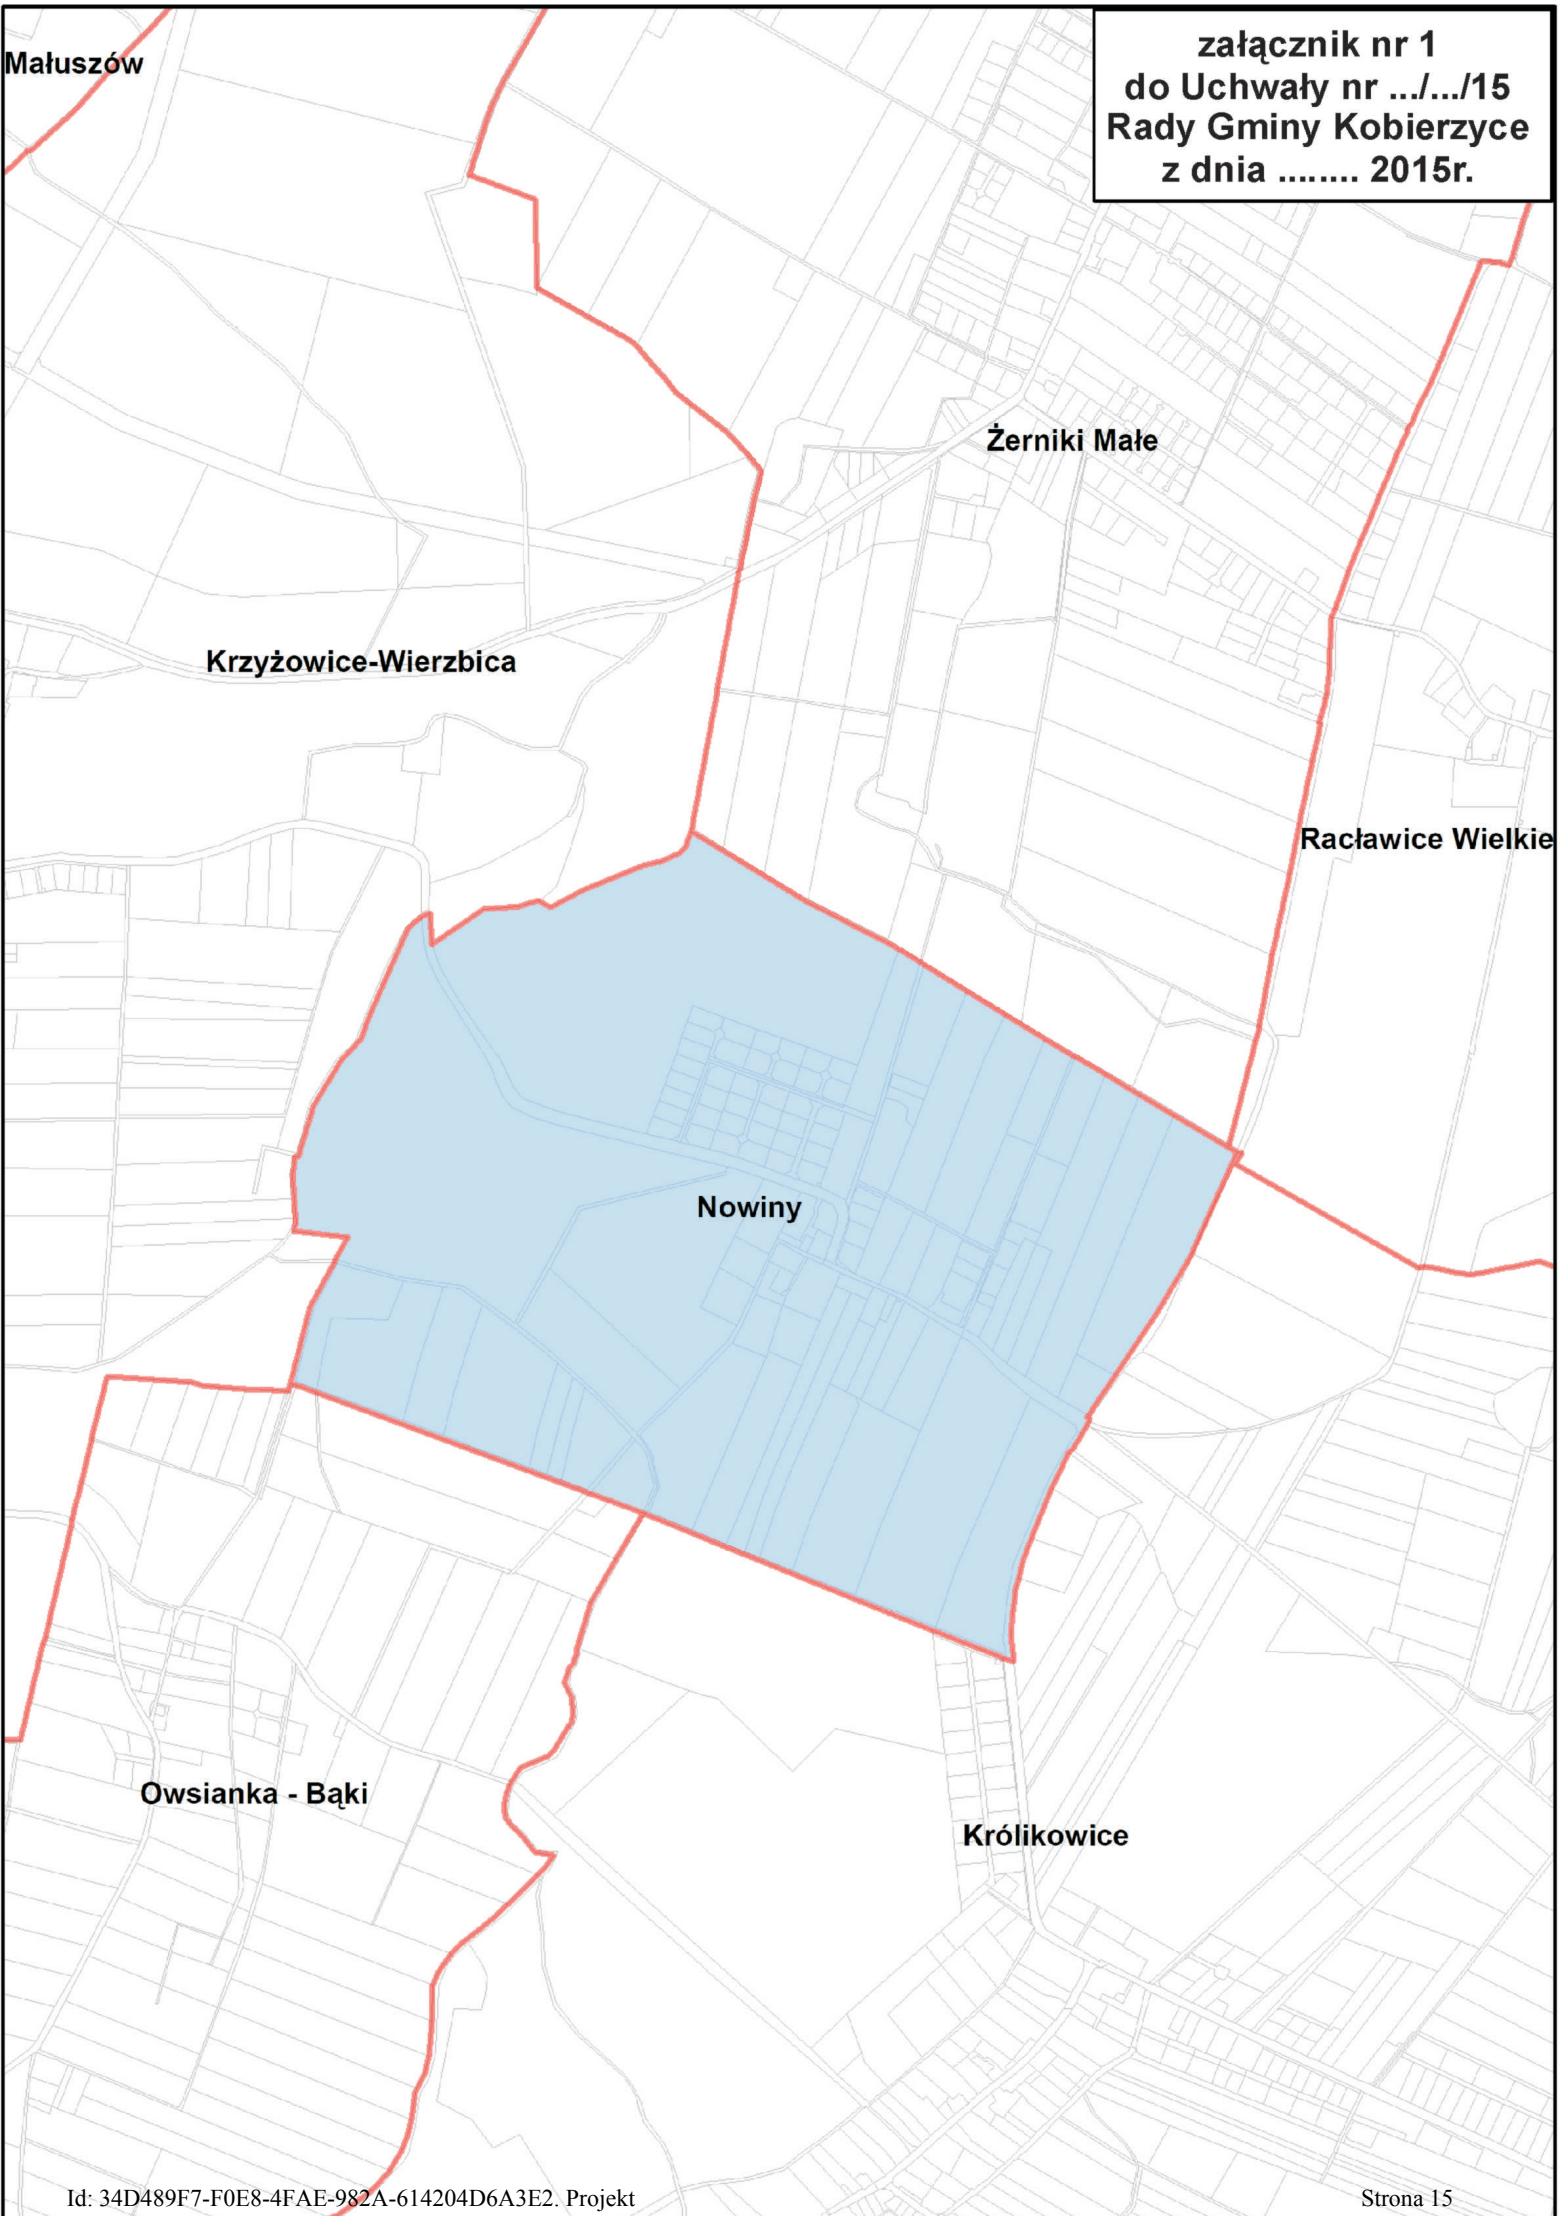 załącznik nr 1
do Uchwały nr .../.../15
Rady Gminy Kobierzyce
z dnia ........ 2015r.
Małuszów
Żerniki Małe
Krzyżowice-Wierzbica
Racławice Wielkie
Nowiny
Owsianka - Bąki
Królikowice
Id: 34D489F7-F0E8-4FAE-982A-614204D6A3E2. Projekt
Strona 15